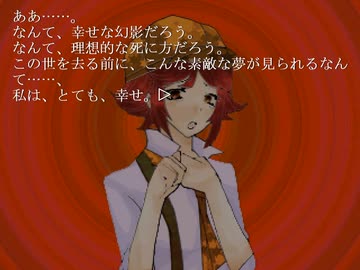 ああ……。
なんて、幸せな幻影だろう。
なんて、理想的な死に方だろう。
この世を去る前に、こんな素敵な夢が見られるなん
て……、
私は、とても、幸せ。